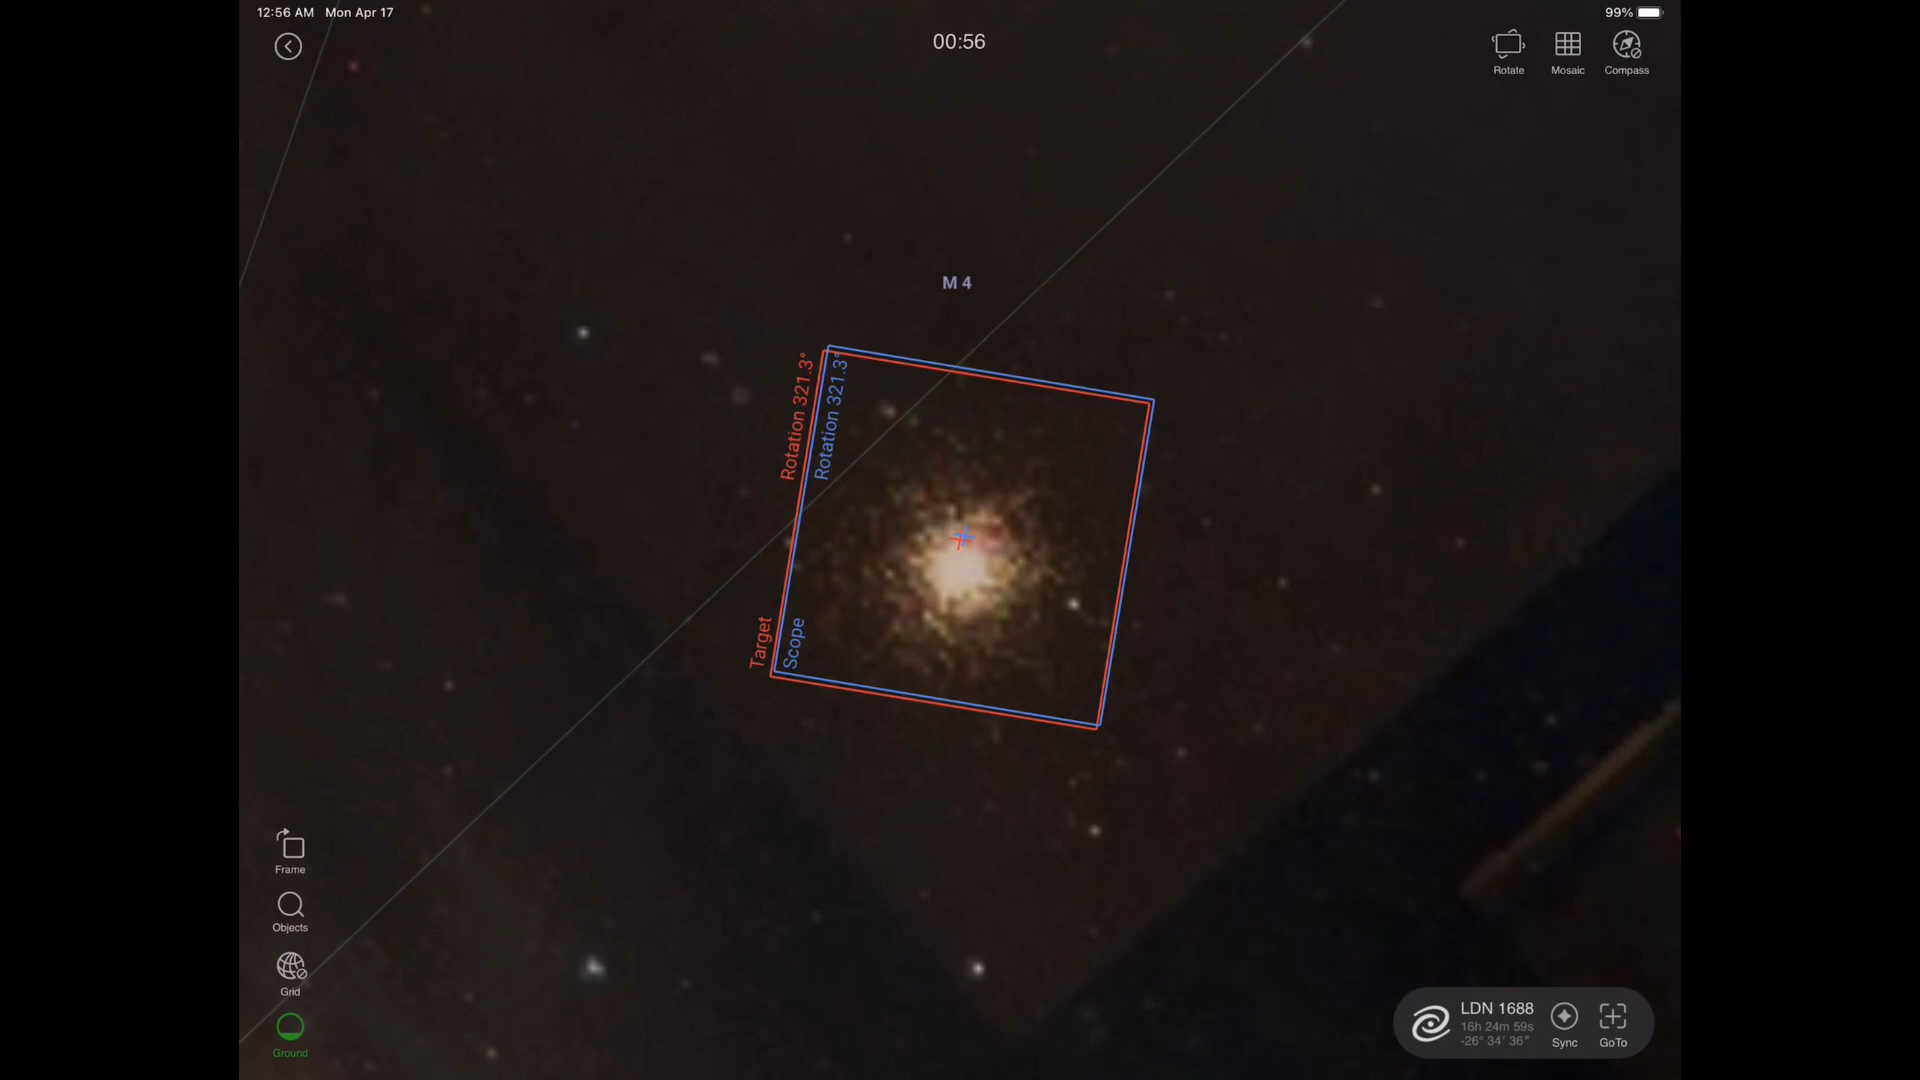 12:56 AM Mon Apr 17
99%
00:56
Rotate
Mosaic
Compass
M 4
Rotation 321.3°
Rotation 321.3°
Target
Scope
Frame
Objects
Grid
Ground
LDN 1688
16h 24m 59s
-26° 34' 36"
Sync
GoTo